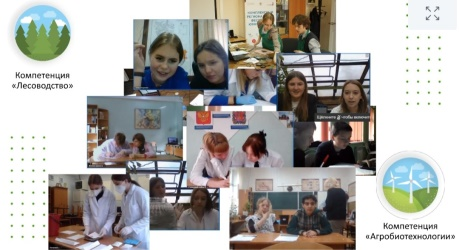 Компетенция
«Лесоводство»
Компетенция
«Агробиотехнологии»